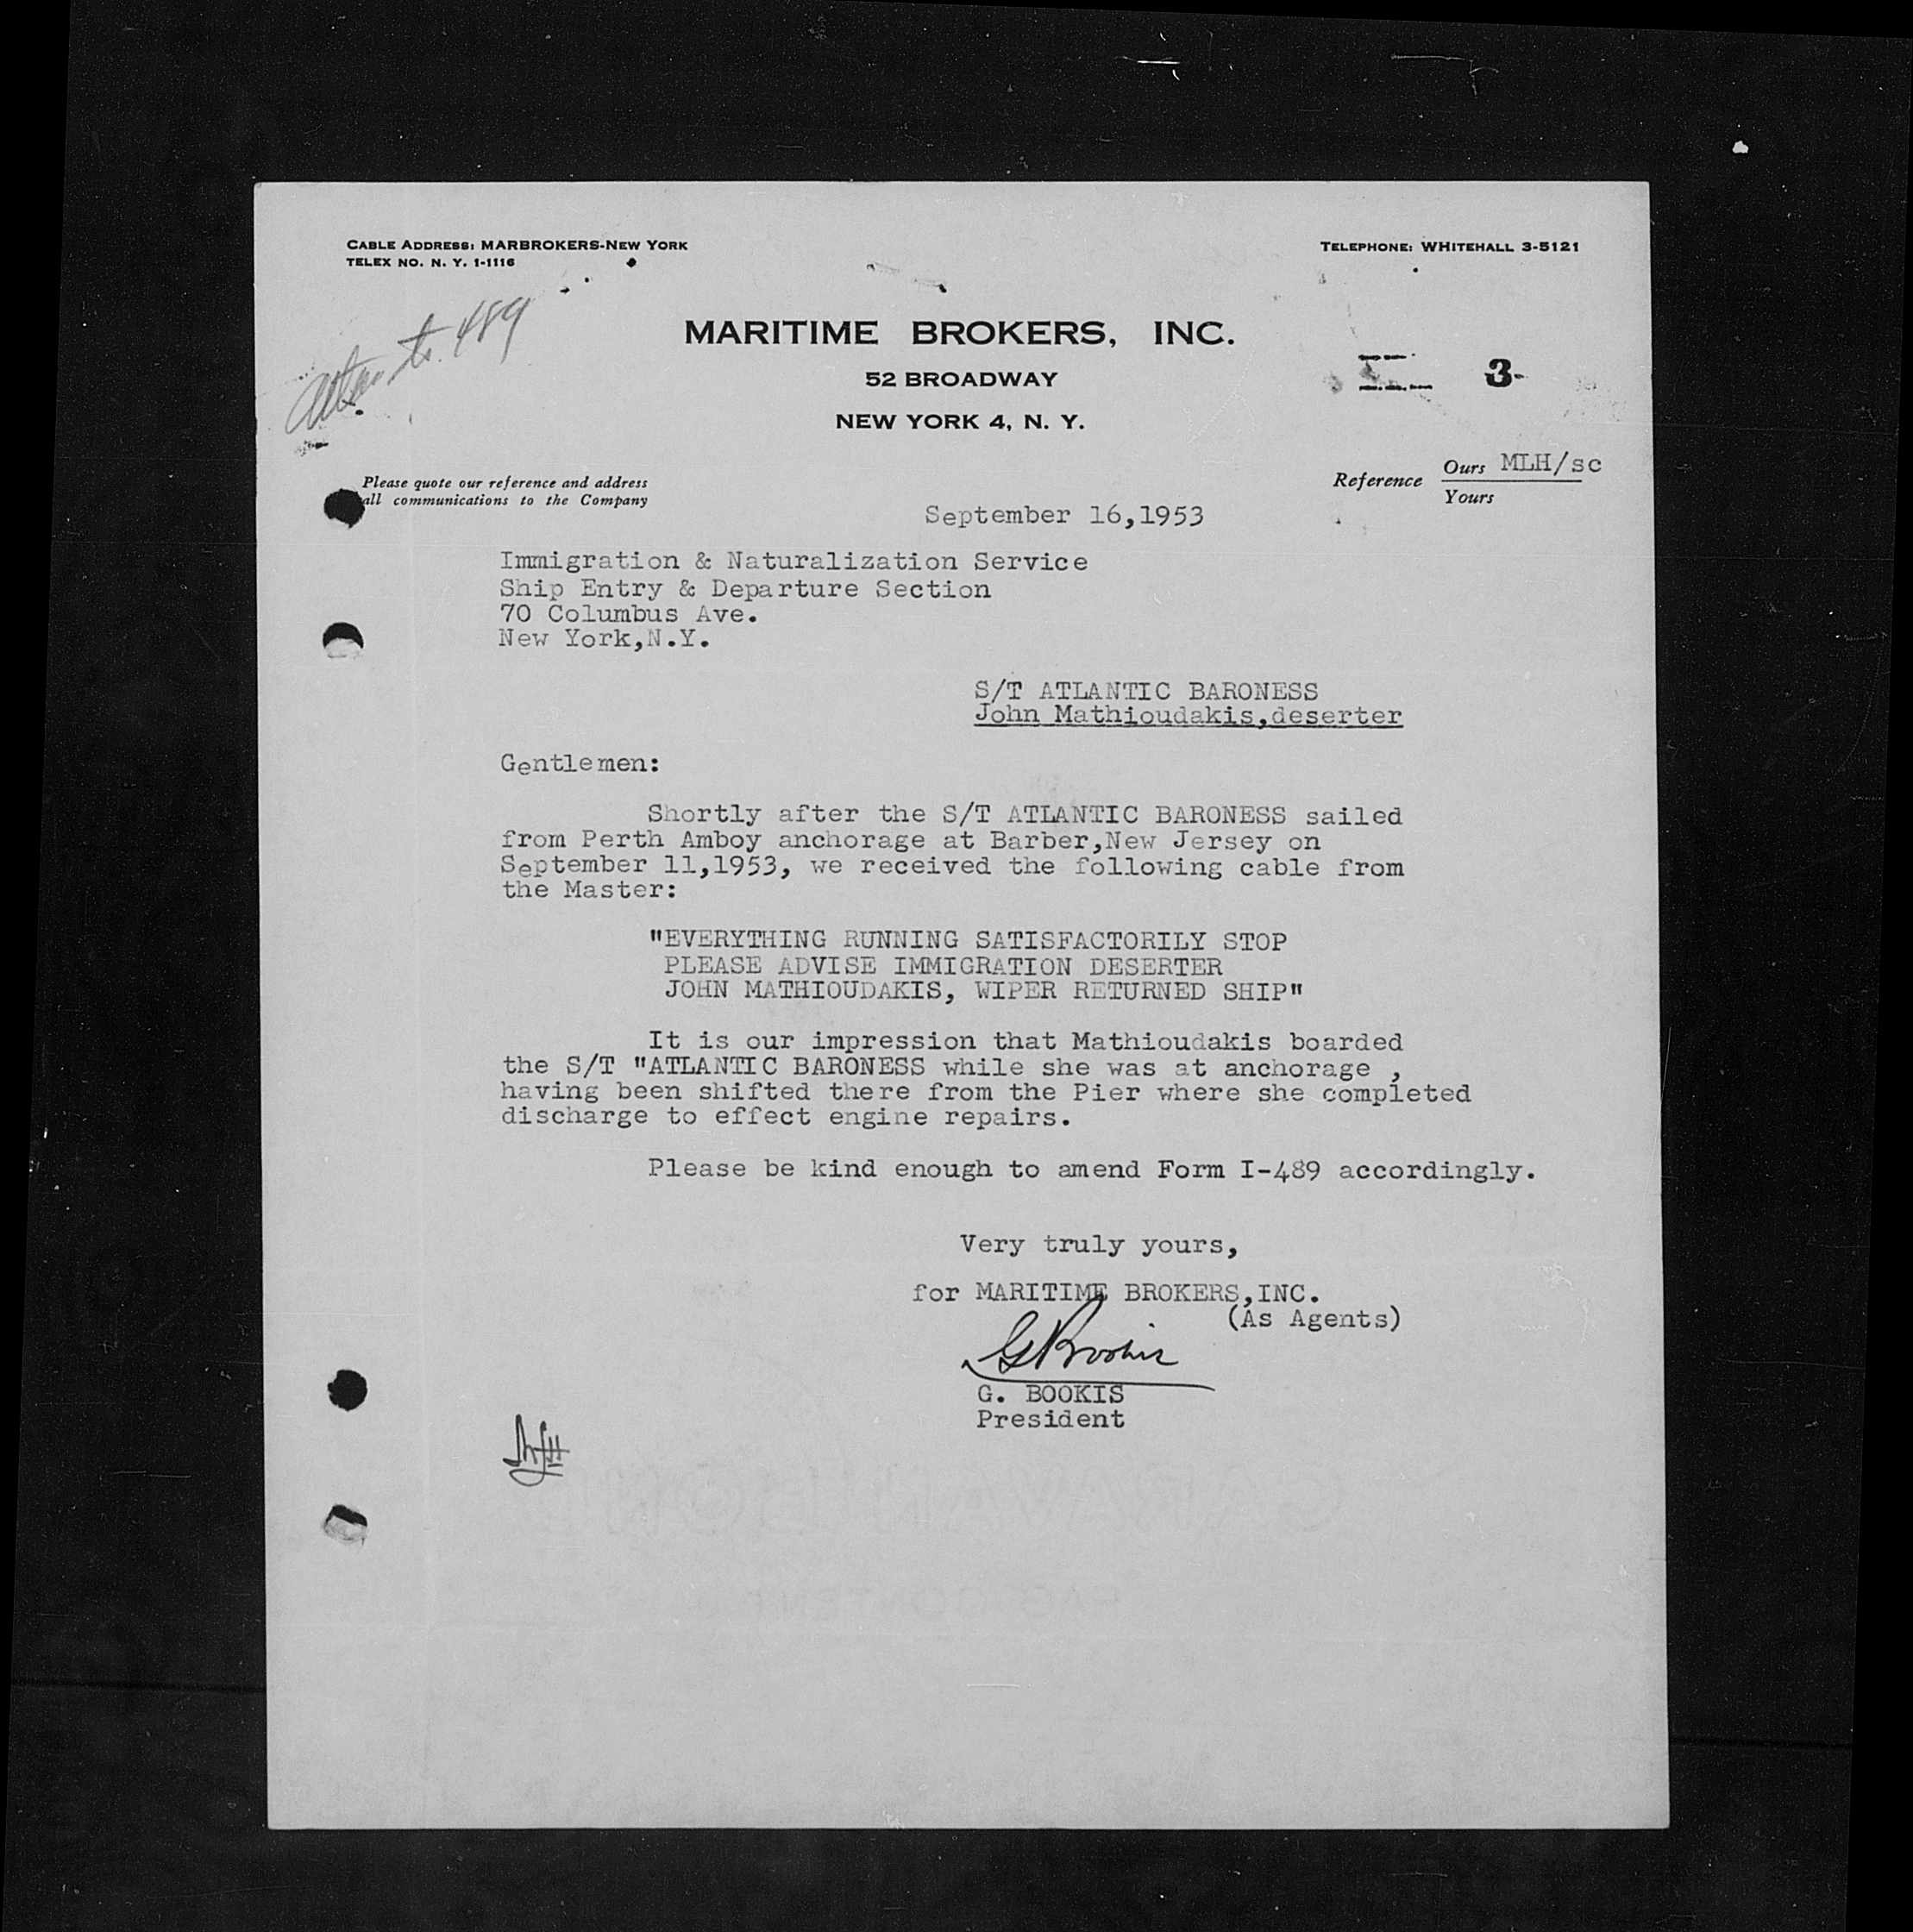 CABLE ADDRESS: MARBROKERS-NEW YORK
TELEX NO. N. Y. 1-1116
TELEPHONE: WHITEHALL 3-5121
489
MARITIME BROKERS, INC.
52 BROADWAY
NEW YORK 4, N. Y.
3-
Please quote our reference and address
all communications to the Company
Reference Ours MLH/sc
Yours
September 16,1953
Immigration & Naturalization Service
Ship Entry & Departure Section
70 Columbus Ave.
New York,N.Y.
S/T ATLANTIC BARONESS
John Mathioudakis,deserter
Gentlemen:
Shortly after the S/T ATLANTIC BARONESS sailed
from Perth Amboy anchorage at Barber,New Jersey on
September 11,1953, we received the following cable from
the Master:
"EVERYTHING RUNNING SATISFACTORILY STOP
PLEASE ADVISE IMMIGRATION DESERTER
JOHN MATHIOUDAKIS, WIPER RETURNED SHIP"
It is our impression that Mathioudakis boarded
the S/T "ATLANTIC BARONESS while she was at anchorage ,
having been shifted there from the Pier where she completed
discharge to effect engine repairs.
Please be kind enough to amend Form I-489 accordingly.
Very truly yours,
for MARITIME BROKERS,INC.
(As Agents)
GBookis
G. BOOKIS
President